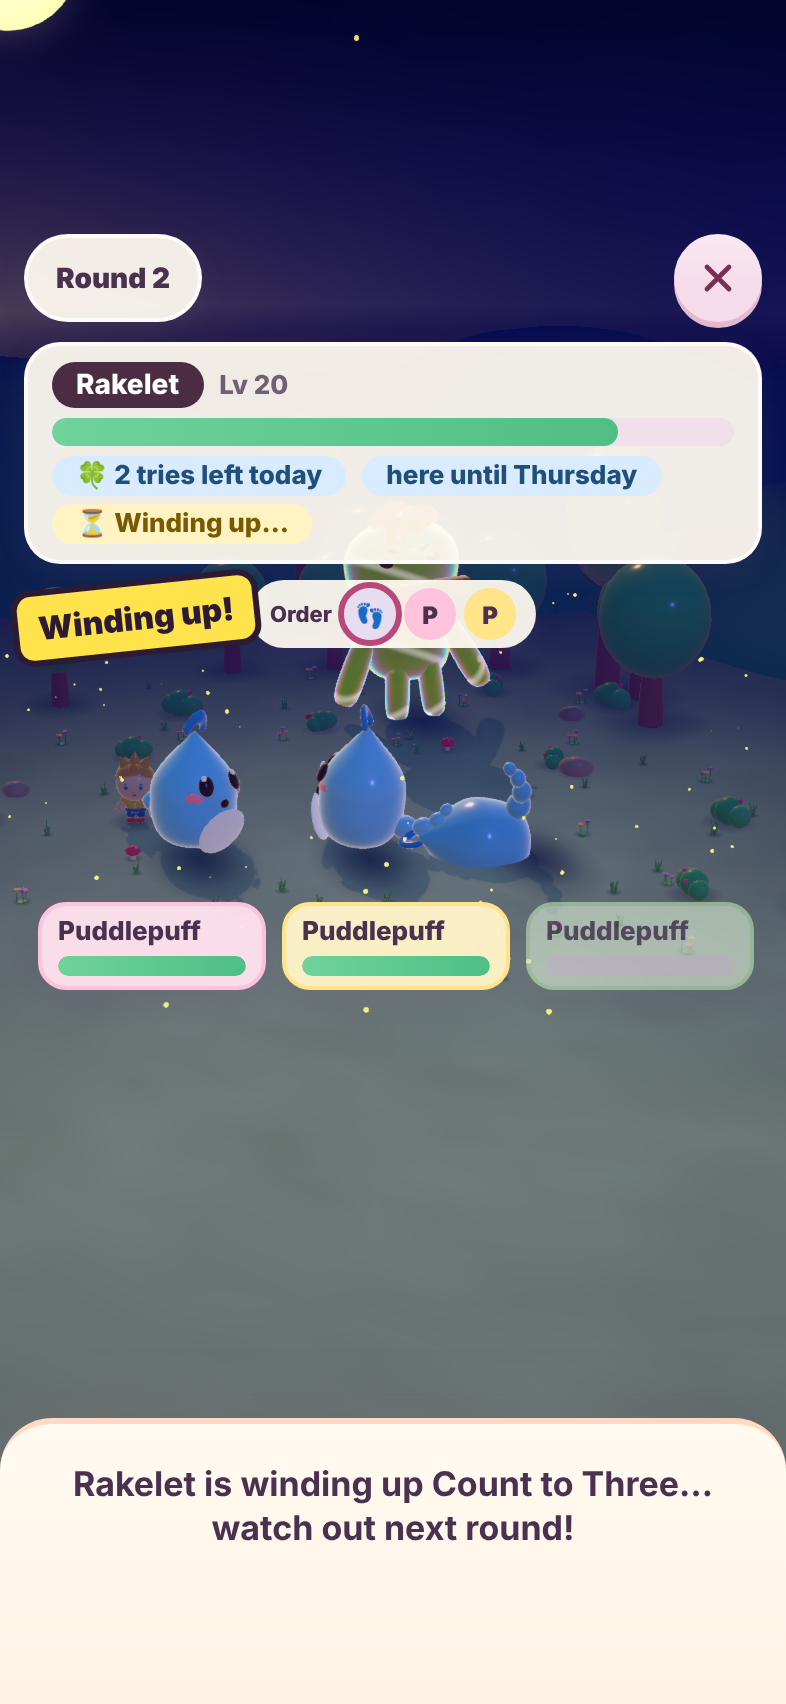 Round 2
Rakelet Lv 20
🍀 2 tries left today here until Thursday
⏳ Winding up...
Winding up!
Order 👣 P P
Puddlepuff Puddlepuff Puddlepuff
Rakelet is winding up Count to Three...
watch out next round!